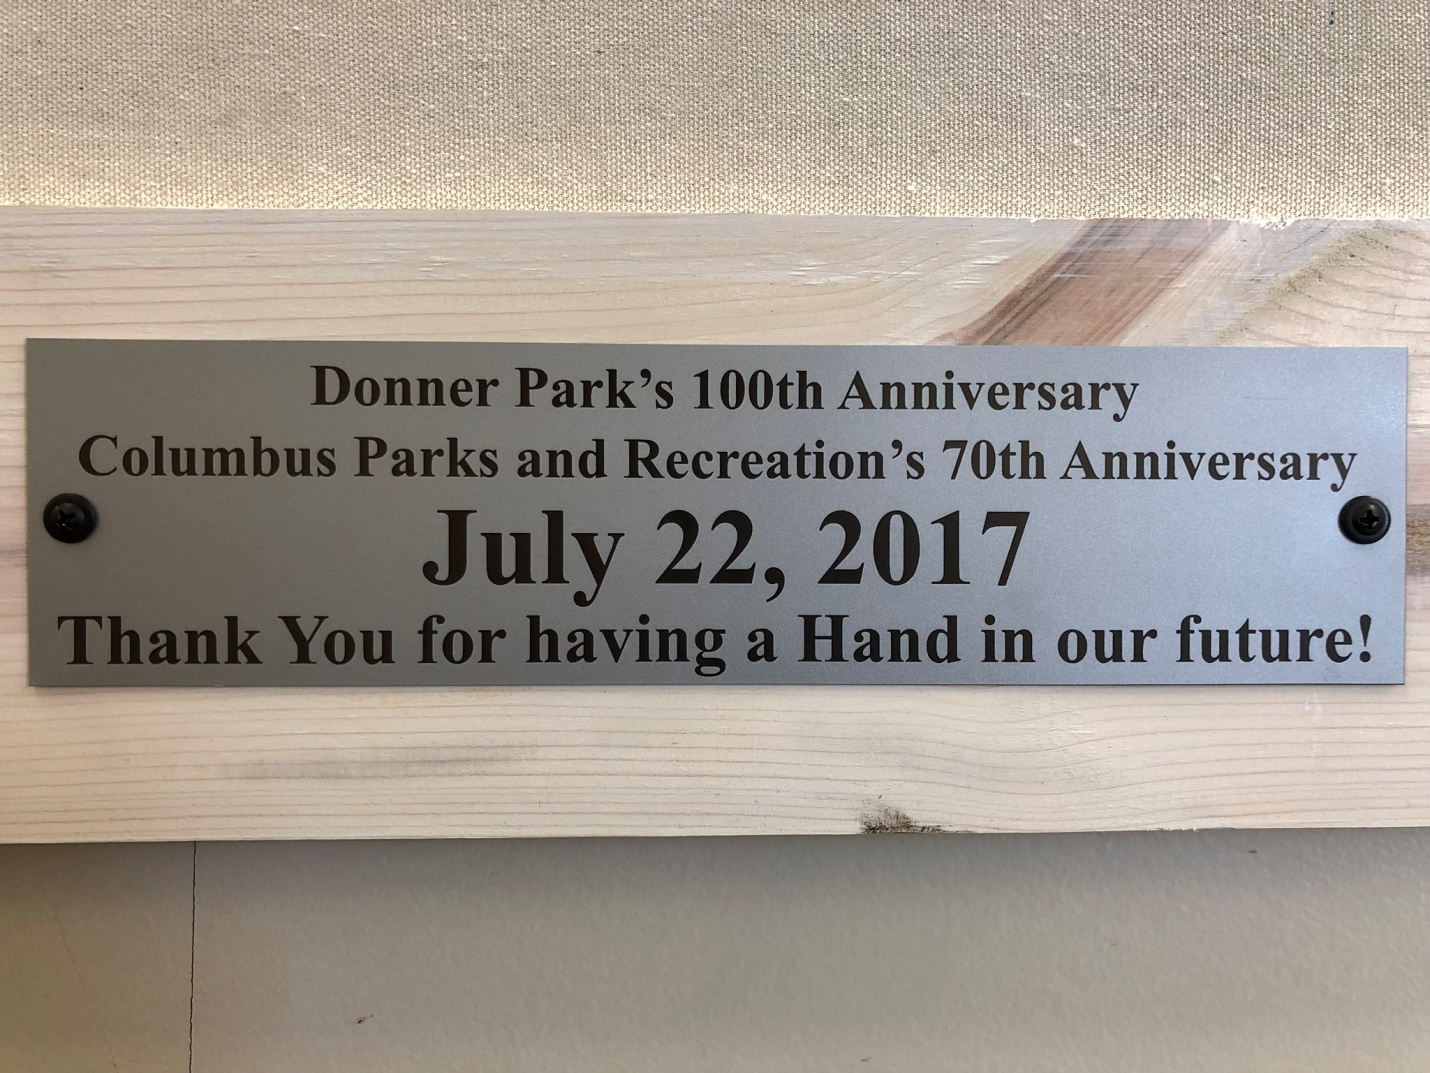 Donner Park’s 100th Anniversary
Columbus Parks and Recreation’s 70th Anniversary
July 22, 2017
Thank You for having a Hand in our future!